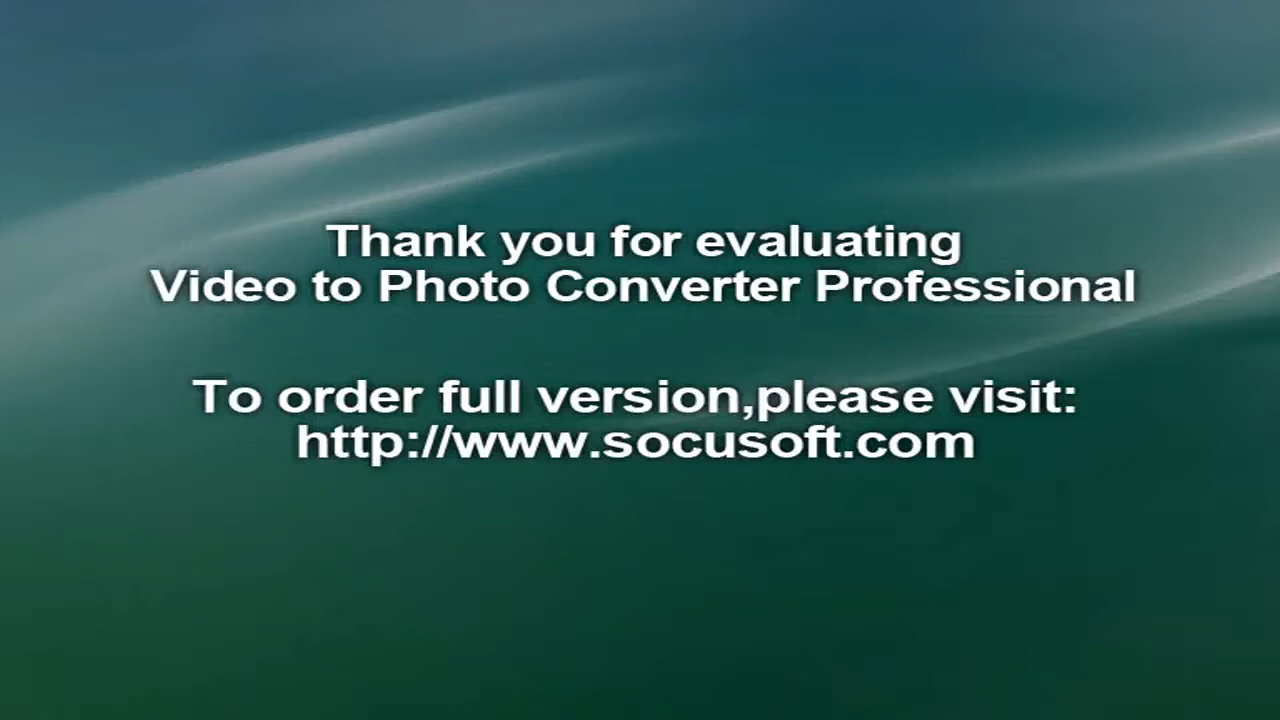 Thank you for evaluating
Video to Photo Converter Professional
To order full version,please visit:
http://www.socusoft.com